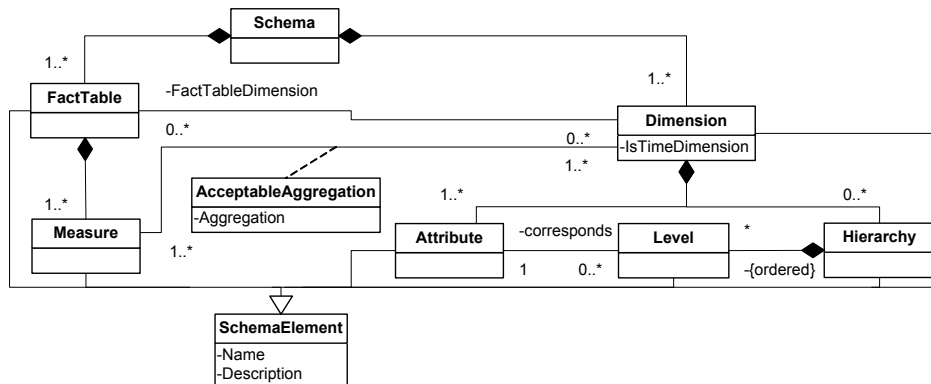 Schema
1..*
FactTable
-FactTableDimension
1..*
Dimension
-IsTimeDimension
0..*
0..*
1..*
AcceptableAggregation
-Aggregation
1..*
Measure
1..*
1..*
0..*
Attribute
-corresponds
Level
*
Hierarchy
1
0..*
-{ordered}
SchemaElement
-Name
-Description